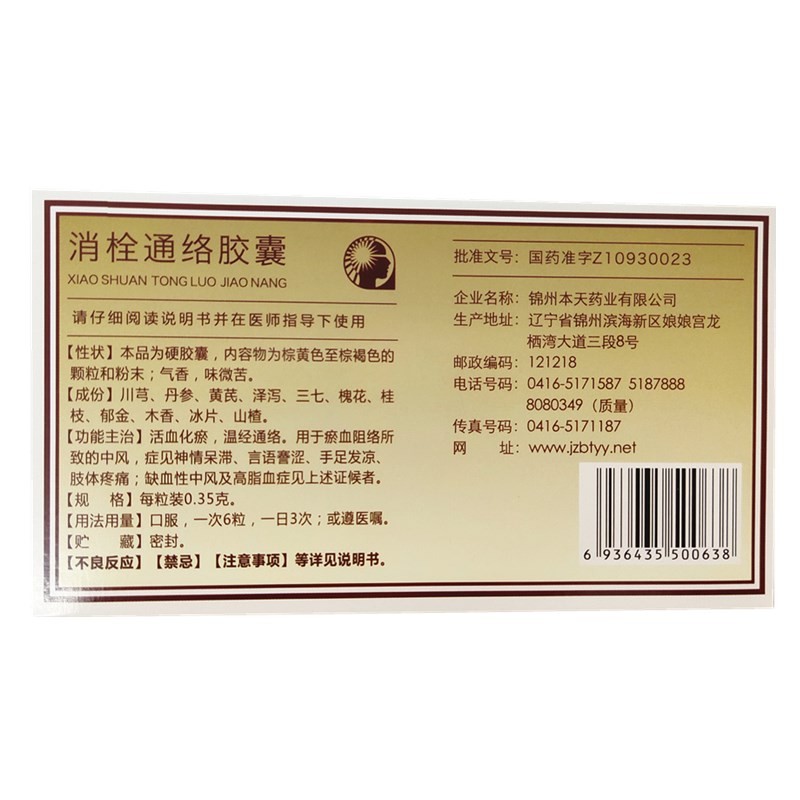 消栓通络胶囊
XIAO SHUAN TONG LUO JIAO NANG
请仔细阅读说明书并在医师指导下使用
【性状】本品为硬胶囊，内容物为棕黄色至棕褐色的
颗粒和粉末；气香，味微苦。
【成份】川芎、丹参、黄芪、泽泻、三七、槐花、桂
枝、郁金、木香、冰片、山楂。
【功能主治】活血化瘀，温经通络。用于瘀血阻络所
致的中风，症见神情呆滞、言语謇涩、手足发凉、
肢体疼痛；缺血性中风及高脂血症见上述证候者。
【规　格】每粒装0.35克。
【用法用量】口服，一次6粒，一日3次；或遵医嘱。
【贮　藏】密封。
【不良反应】【禁忌】【注意事项】等详见说明书。
批准文号：国药准字Z10930023
企业名称：锦州本天药业有限公司
生产地址：辽宁省锦州滨海新区娘娘宫龙
栖湾大道三段8号
邮政编码：121218
电话号码：0416-5171587 5187888
8080349（质量）
传真号码：0416-5171187
网　址：www.jzbtyy.net
6 936435 500638